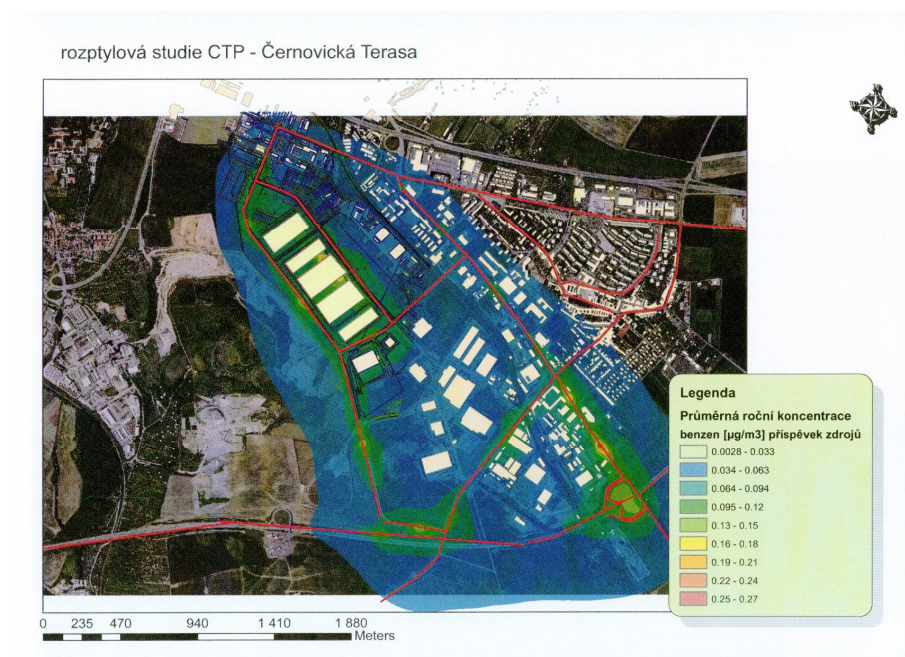 rozptylová studie CTP - Černovická Terasa
Legenda
Průměrná roční koncentrace
benzen [µg/m3] příspěvek zdrojů
0.0028 - 0.033
0.034 - 0.063
0.064 - 0.094
0.095 - 0.12
0.13 - 0.15
0.16 - 0.18
0.19 - 0.21
0.22 - 0.24
0.25 - 0.27
0 235 470 940 1 410 1 880
Meters